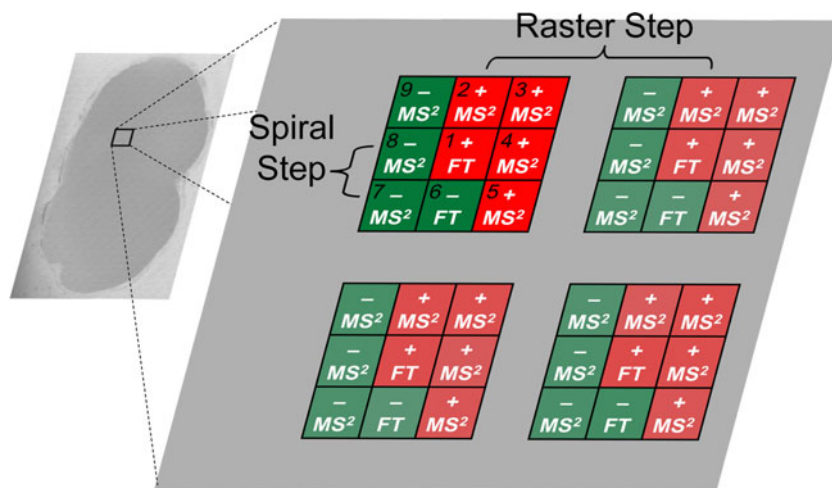 Raster Step
Spiral
Step
9 – 2 + 3 +
MS² MS² MS²
8 – 1 + 4 +
MS² FT MS²
7 – 6 – 5 +
MS² FT MS²
– + +
MS² MS² MS²
– + +
MS² FT MS²
– – +
MS² FT MS²
– + +
MS² MS² MS²
– + +
MS² FT MS²
– – +
MS² FT MS²
– + +
MS² MS² MS²
– + +
MS² FT MS²
– – +
MS² FT MS²